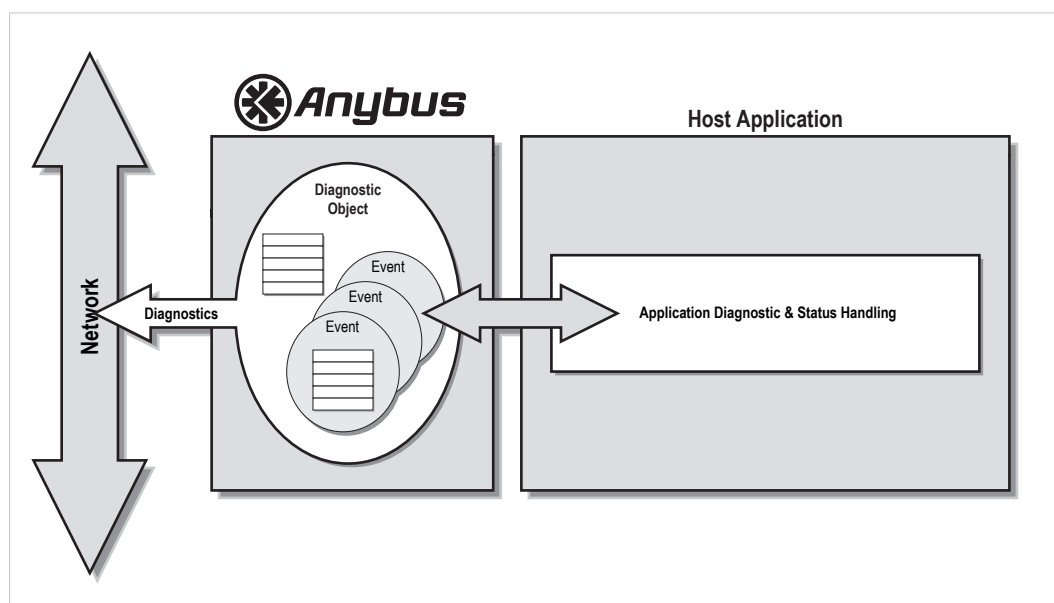 Anybus
Host Application
Diagnostic
Object
Event
Event
Event
Network
Diagnostics
Application Diagnostic & Status Handling